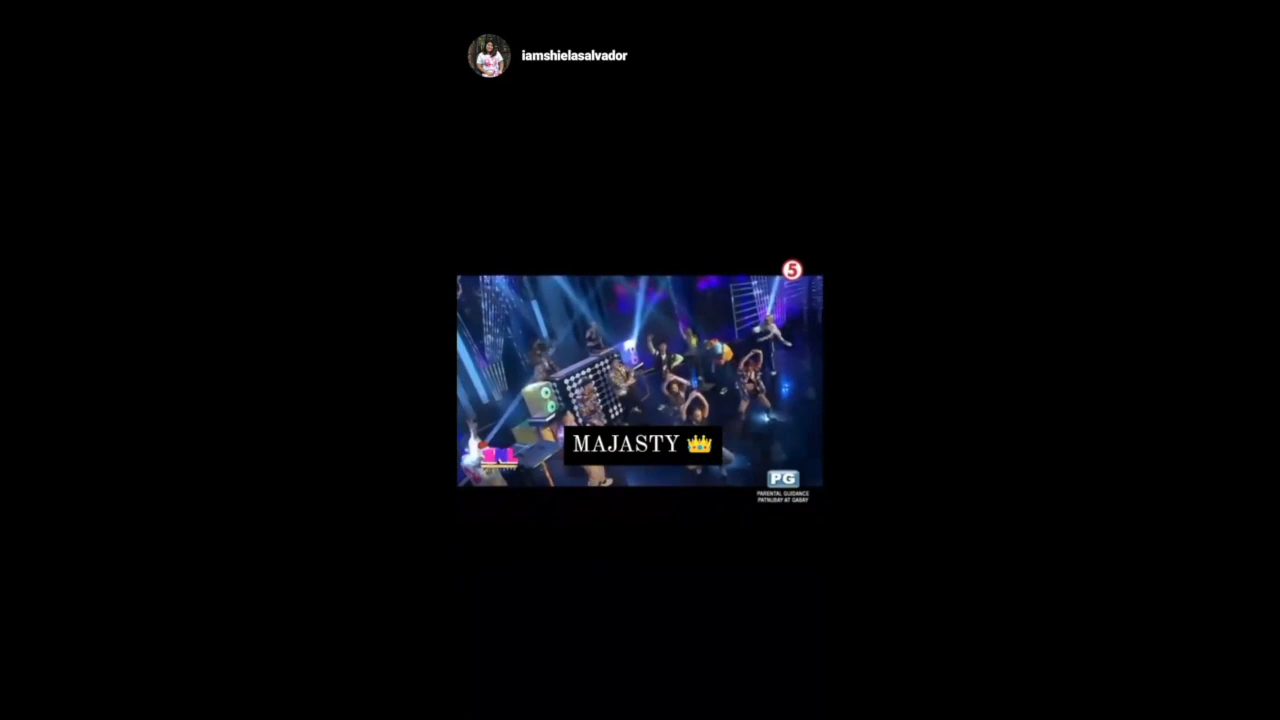 iamshielasalvador
5
MAJASTY 👑
PG
PARENTAL GUIDANCE
PATNUBAY AT GABAY